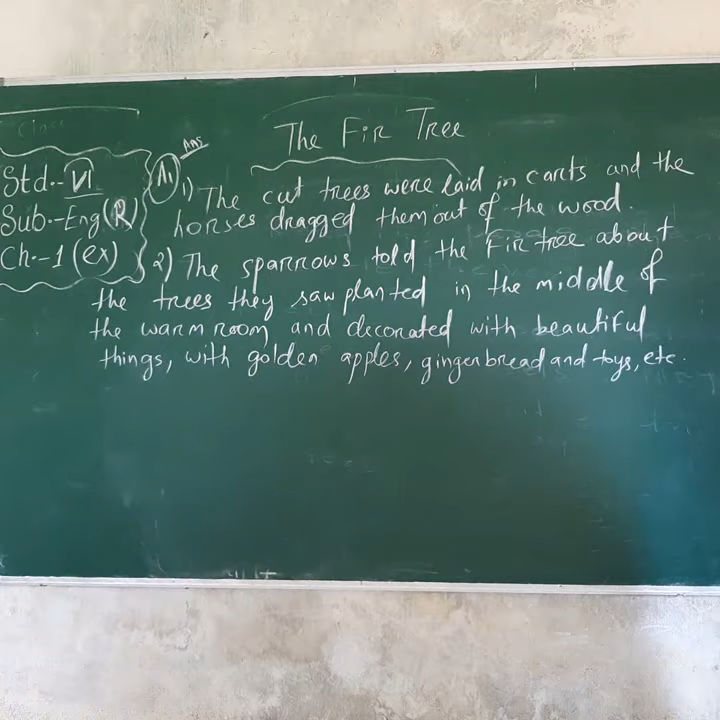 The Fir Tree
Std.- VI
Sub.- Eng (R)
Ch.- 1 (ex)
Ans
A1 1) The cut trees were laid in carts and the
horses dragged them out of the wood.
2) The sparrows told the Fir tree about
the trees they saw planted in the middle of
the warm room and decorated with beautiful
things, with golden apples, gingerbread and toys, etc.